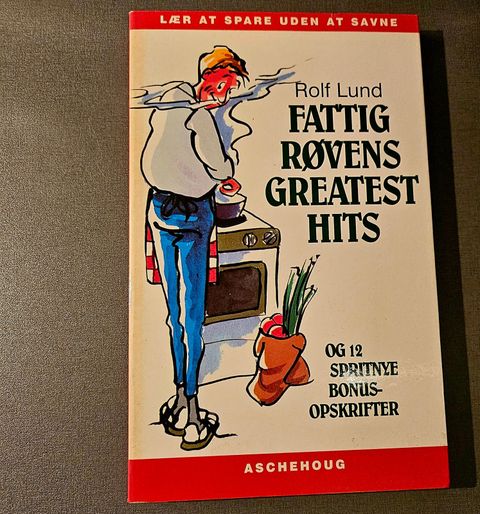 LÆR AT SPARE UDEN AT SAVNE
Rolf Lund
FATTIG
RØVENS
GREATEST
HITS
OG 12
SPRITNYE
BONUS-
OPSKRIFTER
ASCHEHOUG